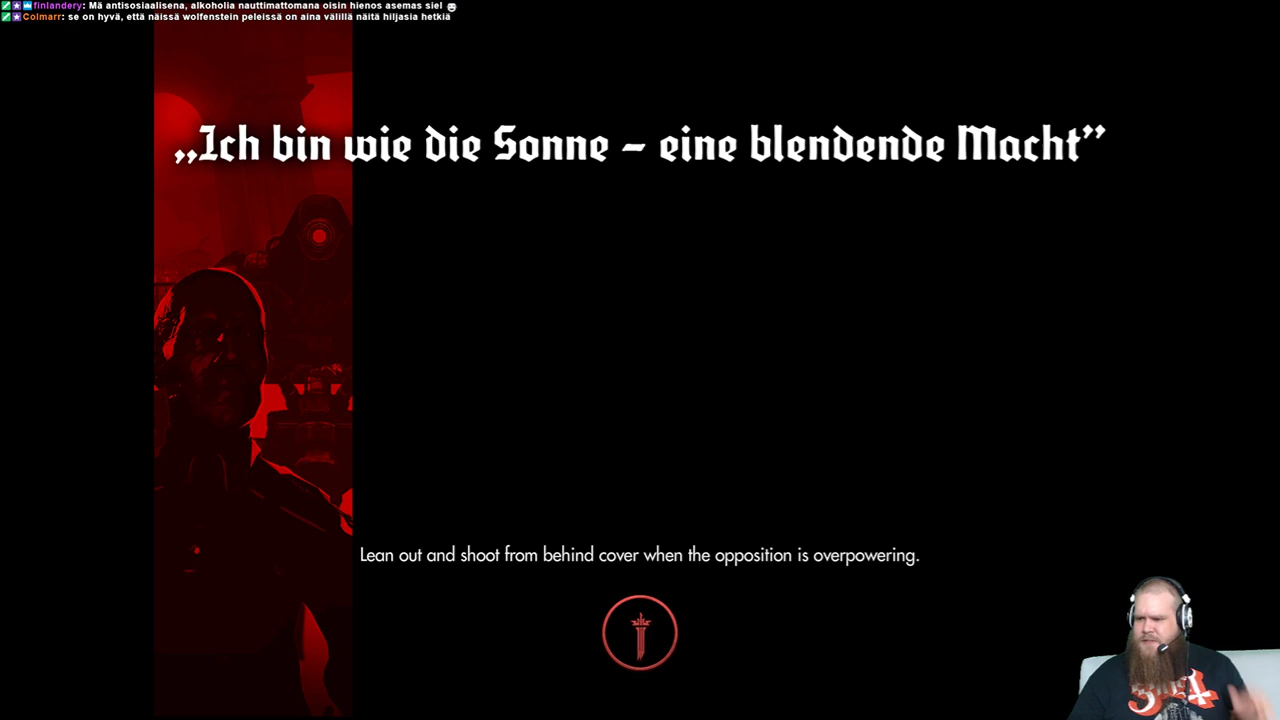 finlandery: Mä antisosiaalisena, alkoholia nauttimattomana oisin hienos asemas siel
Colmarr: se on hyvä, että näissä wolfenstein peleissä on aina välillä näitä hiljasia hetkiä
„Ich bin wie die Sonne – eine blendende Macht”
Lean out and shoot from behind cover when the opposition is overpowering.